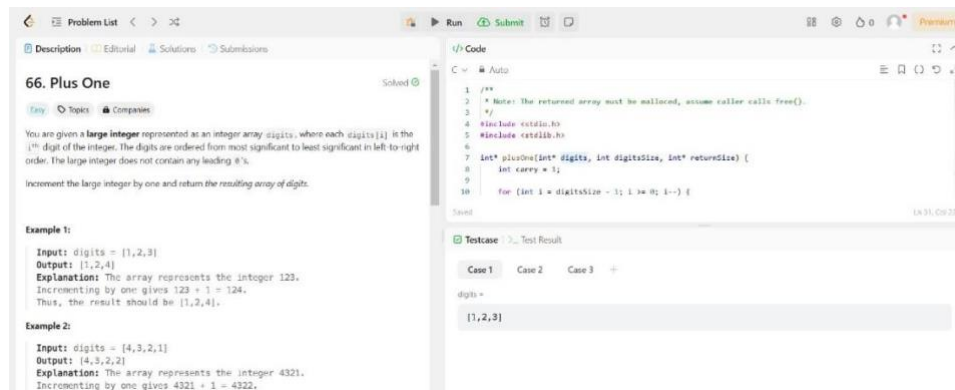 Problem List
Run
Submit
0
Premium
Description
Editorial
Solutions
Submissions
66. Plus One
Solved
Easy
Topics
Companies
You are given a large integer represented as an integer array digits, where each digits[i] is the
ith digit of the integer. The digits are ordered from most significant to least significant in left-to-right
order. The large integer does not contain any leading 0's.
Increment the large integer by one and return the resulting array of digits.
Example 1:
Input: digits = [1,2,3]
Output: [1,2,4]
Explanation: The array represents the integer 123.
Incrementing by one gives 123 + 1 = 124.
Thus, the result should be [1,2,4].
Example 2:
Input: digits = [4,3,2,1]
Output: [4,3,2,2]
Explanation: The array represents the integer 4321.
Incrementing by one gives 4321 + 1 = 4322.
</> Code
C
Auto
1 /**
2 * Note: The returned array must be malloced, assume caller calls free().
3 */
4 #include <stdio.h>
5 #include <stdlib.h>
6
7 int* plusOne(int* digits, int digitsSize, int* returnSize) {
8 int carry = 1;
9
10 for (int i = digitsSize - 1; i >= 0; i--) {
Saved
Testcase
>_ Test Result
Case 1
Case 2
Case 3
+
digits =
[1,2,3]